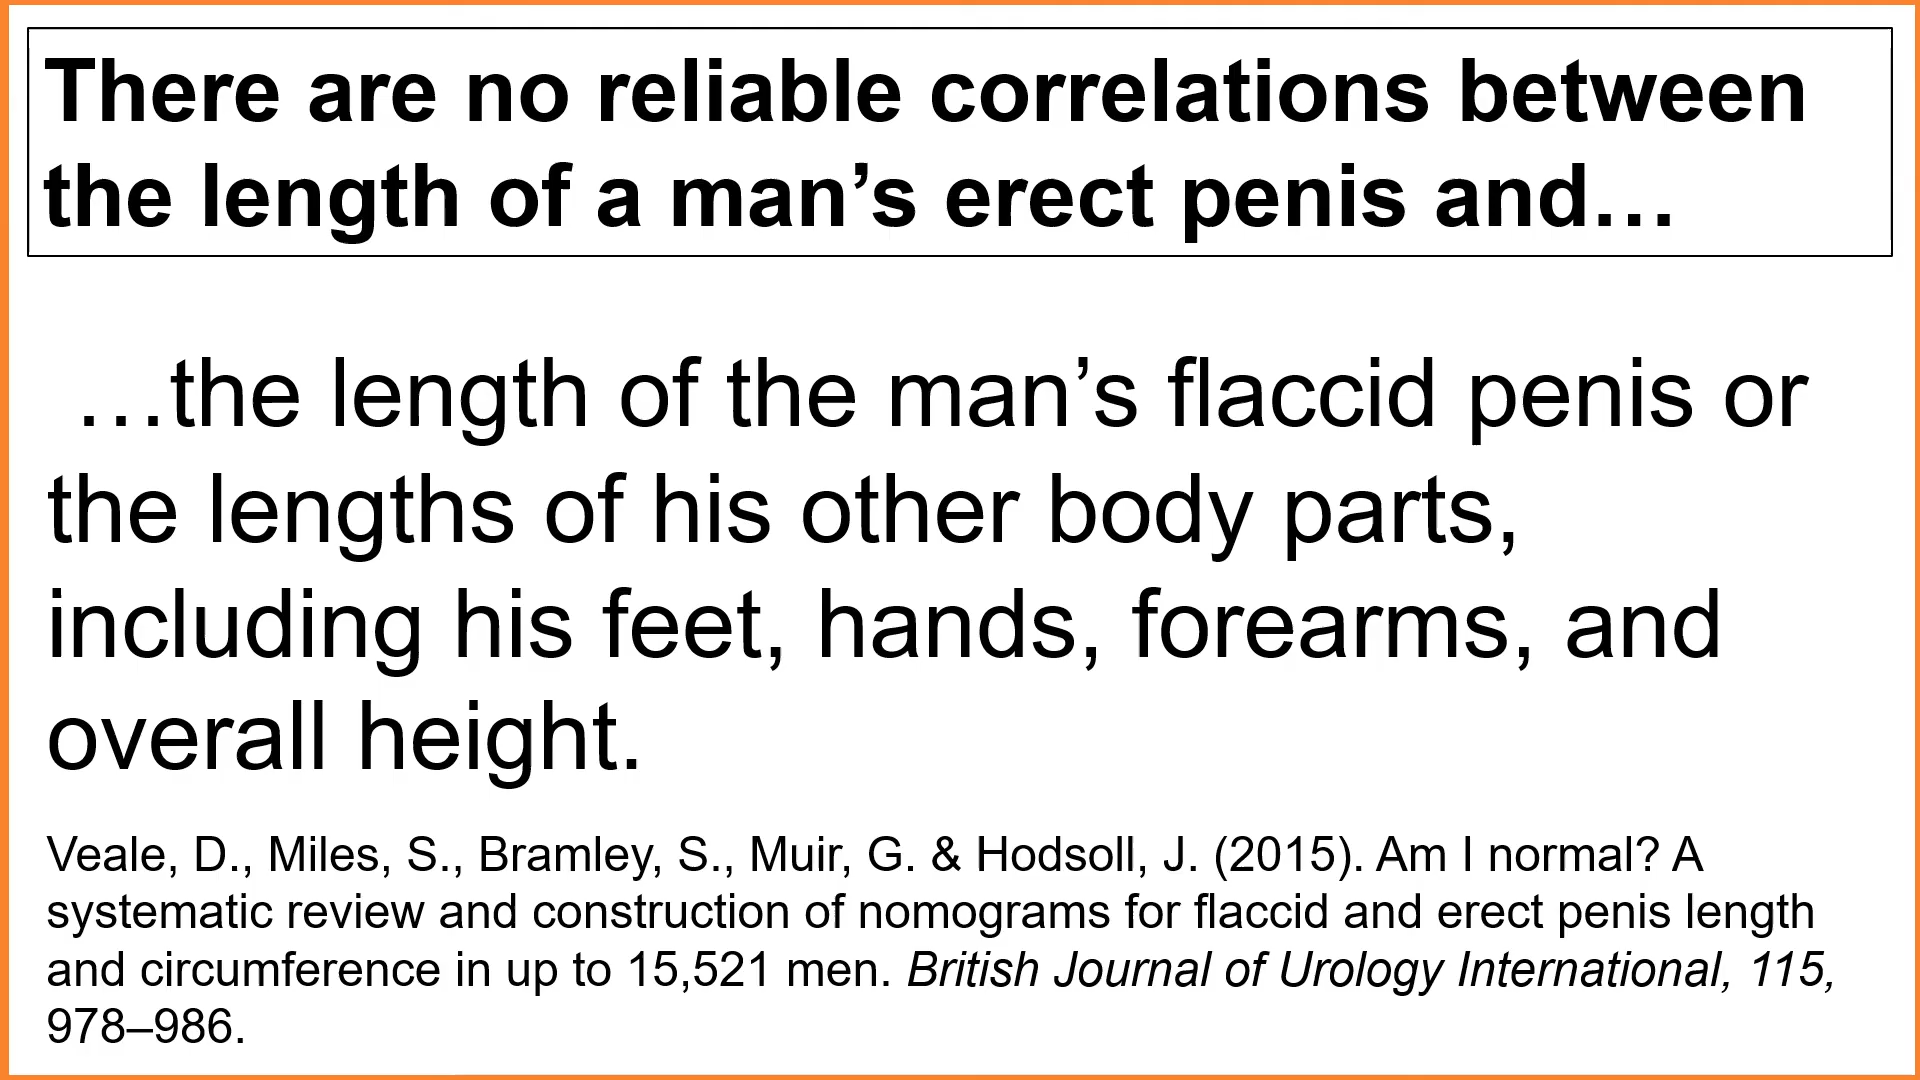 There are no reliable correlations between
the length of a man’s erect penis and…
…the length of the man’s flaccid penis or
the lengths of his other body parts,
including his feet, hands, forearms, and
overall height.
Veale, D., Miles, S., Bramley, S., Muir, G. & Hodsoll, J. (2015). Am I normal? A
systematic review and construction of nomograms for flaccid and erect penis length
and circumference in up to 15,521 men. British Journal of Urology International, 115,
978–986.